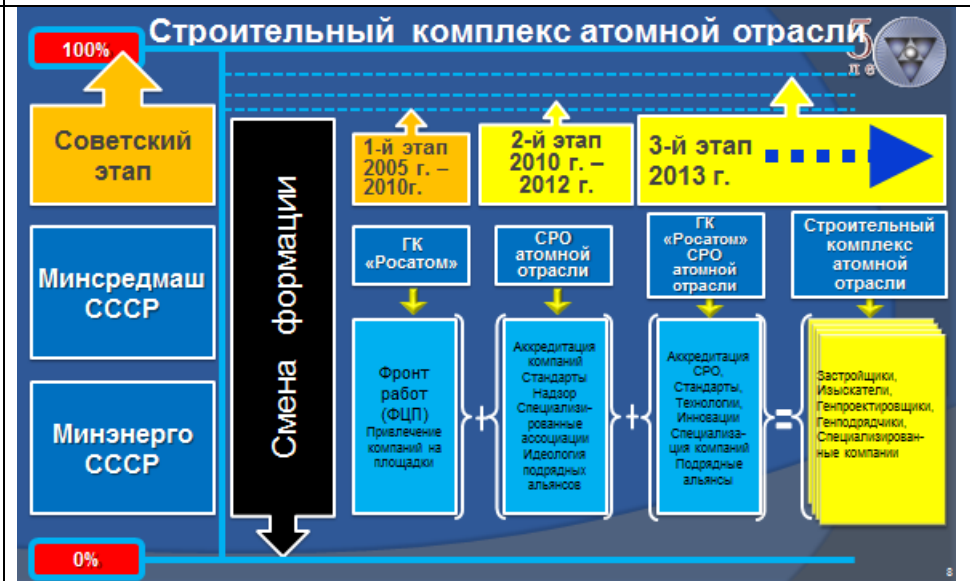 Строительный комплекс атомной отрасли
5
ле
100%
Советский
этап
Минсредмаш
СССР
Минэнерго
СССР
0%
Смена формации
1-й этап
2005 г. –
2010г.
2-й этап
2010 г. –
2012 г.
3-й этап
2013 г.
ГК
«Росатом»
СРО
атомной
отрасли
ГК
«Росатом»
СРО
атомной
отрасли
Строительный
комплекс
атомной
отрасли
Фронт
работ
(ФЦП)
Привлечение
компаний на
площадки
+
Аккредитация
компаний
Стандарты
Надзор
Специализи-
рованные
ассоциации
Идеология
подрядных
альянсов
+
Аккредитация
СРО,
Стандарты,
Технологии,
Инновации
Специализа-
ция компаний
Подрядные
альянсы
=
Застройщики,
Изыскатели,
Генпроектировщики,
Генподрядчики,
Специализирован-
ные компании
8